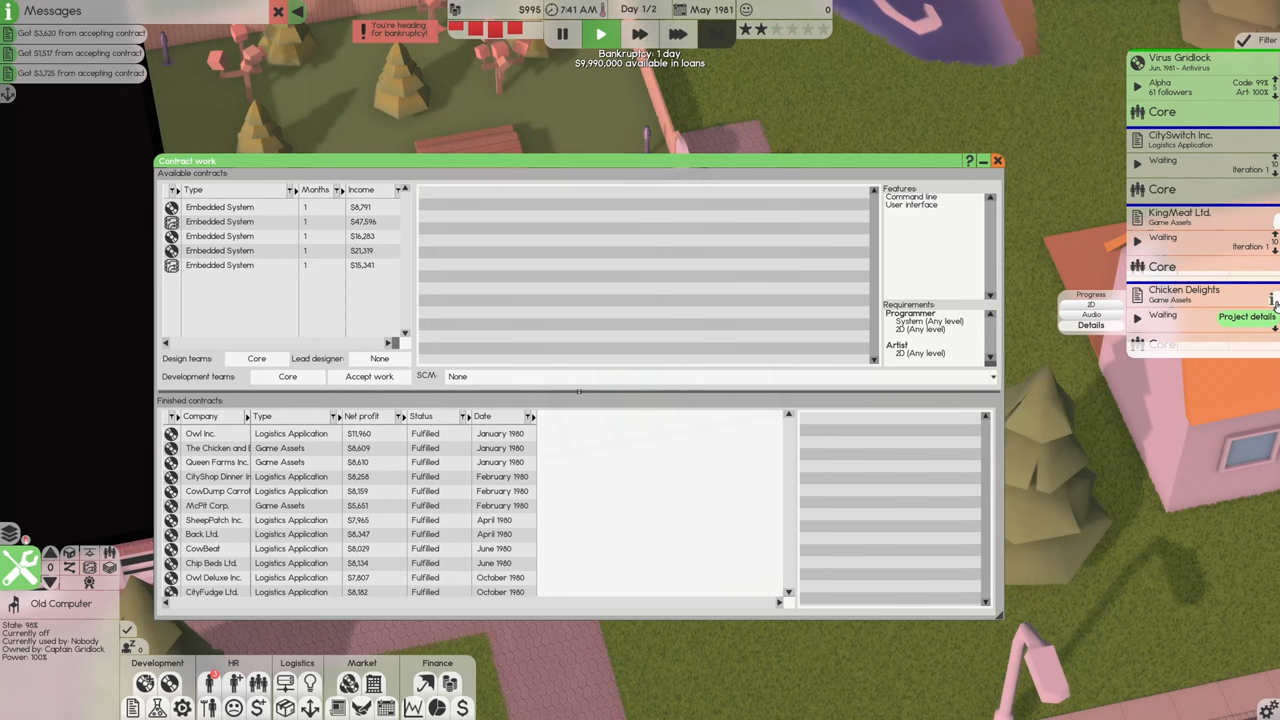 Messages
Got $3,620 from accepting contract
Got $1,517 from accepting contract
Got $3,725 from accepting contract
You're heading
for bankruptcy!
$995
7:41 AM
Day 1/2
May 1981
0
Bankruptcy: 1 day
$9,990,000 available in loans
Filter
Virus Gridlock
Jun, 1981 - Antivirus
Alpha
61 followers
Code: 99%
Art: 100%
5
Core
CitySwitch Inc.
Logistics Application
Waiting
Iteration: 1
10
Core
KingMeat Ltd.
Game Assets
Waiting
Iteration: 1
10
Core
Chicken Delights
Game Assets
Waiting
Project details
Core
Progress
2D
Audio
Details
Contract work
?
Available contracts:
Type Months Income
Embedded System 1 $8,791
Embedded System 1 $47,596
Embedded System 1 $16,283
Embedded System 1 $21,319
Embedded System 1 $15,341
Features:
Command line
User interface
Requirements:
Programmer
System (Any level)
2D (Any level)
Artist
2D (Any level)
Design teams: Core Lead designer: None
Development teams: Core Accept work SCM: None
Finished contracts:
Company Type Net profit Status Date
Owl Inc. Logistics Application $11,960 Fulfilled January 1980
The Chicken and E Game Assets $8,609 Fulfilled January 1980
Queen Farms Inc. Game Assets $8,610 Fulfilled January 1980
CityShop Dinner In Logistics Application $8,258 Fulfilled February 1980
CowDump Carrot Logistics Application $8,159 Fulfilled February 1980
McPit Corp. Game Assets $5,651 Fulfilled February 1980
SheepPatch Inc. Logistics Application $7,965 Fulfilled April 1980
Back Ltd. Logistics Application $8,347 Fulfilled April 1980
CowBeat Logistics Application $8,029 Fulfilled June 1980
Chip Beds Ltd. Logistics Application $8,134 Fulfilled June 1980
Owl Deluxe Inc. Logistics Application $7,807 Fulfilled October 1980
CityFudge Ltd. Logistics Application $8,182 Fulfilled October 1980
0
Old Computer
State: 98%
Currently off
Currently used by: Nobody
Owned by: Captain Gridlock
Power: 100%
0
Development HR Logistics Market Finance
3